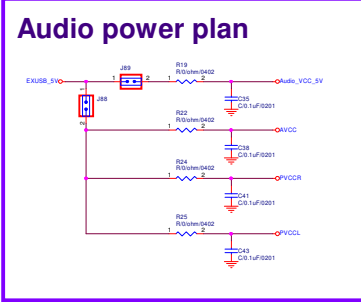 Audio power plan
J89
EXUSB_5V
1
2
R19
R/0/ohm/0402
1
2
Audio_VCC_5V
C35
C/0.1uF/0201
1
J88
2
R22
R/0/ohm/0402
1
2
AVCC
C38
C/0.1uF/0201
R24
R/0/ohm/0402
1
2
PVCCR
C41
C/0.1uF/0201
R25
R/0/ohm/0402
1
2
PVCCL
C43
C/0.1uF/0201